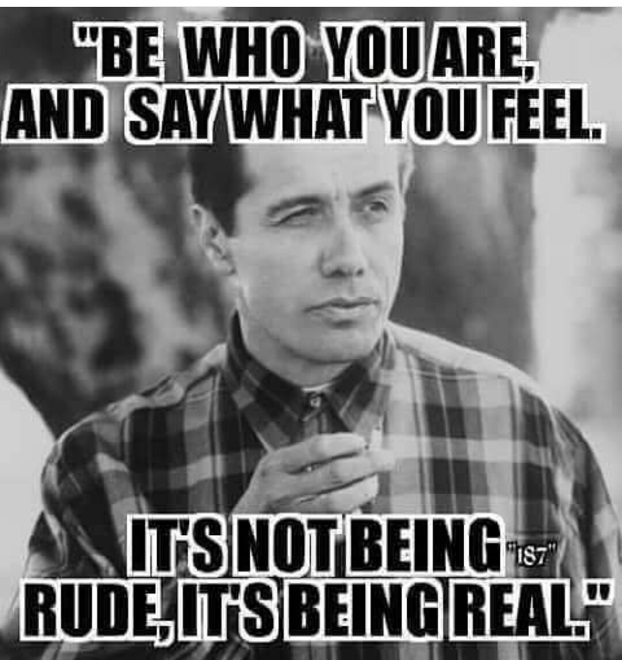 "BE WHO YOU ARE,
AND SAY WHAT YOU FEEL.
IT'S NOT BEING "187"
RUDE, IT'S BEING REAL."